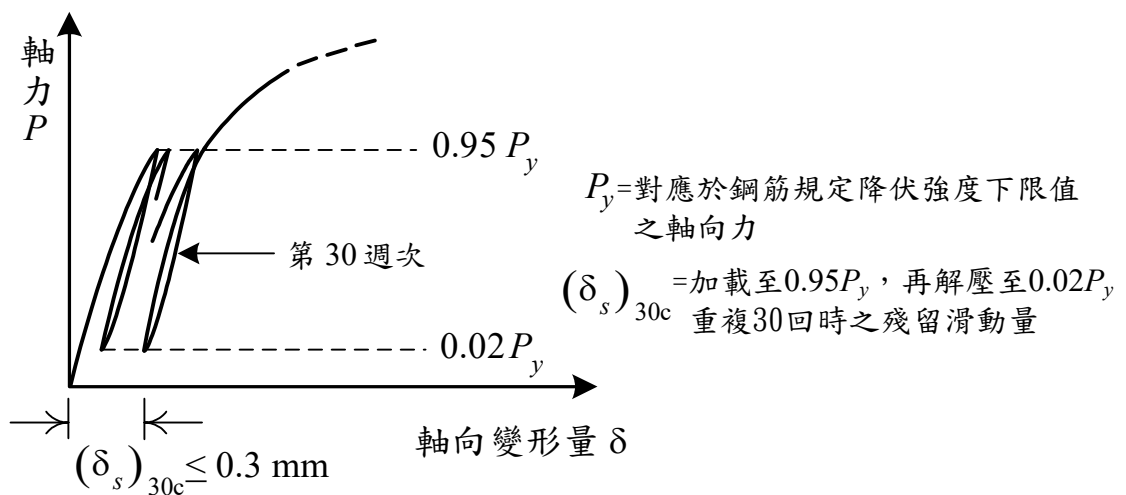 軸力 P
0.95 P_y
第 30 週次
0.02 P_y
(δ_s)_30c ≤ 0.3 mm
軸向變形量 δ
P_y=對應於鋼筋規定降伏強度下限值
之軸向力
(δ_s)_30c =加載至0.95P_y，再解壓至0.02P_y
重複30回時之殘留滑動量